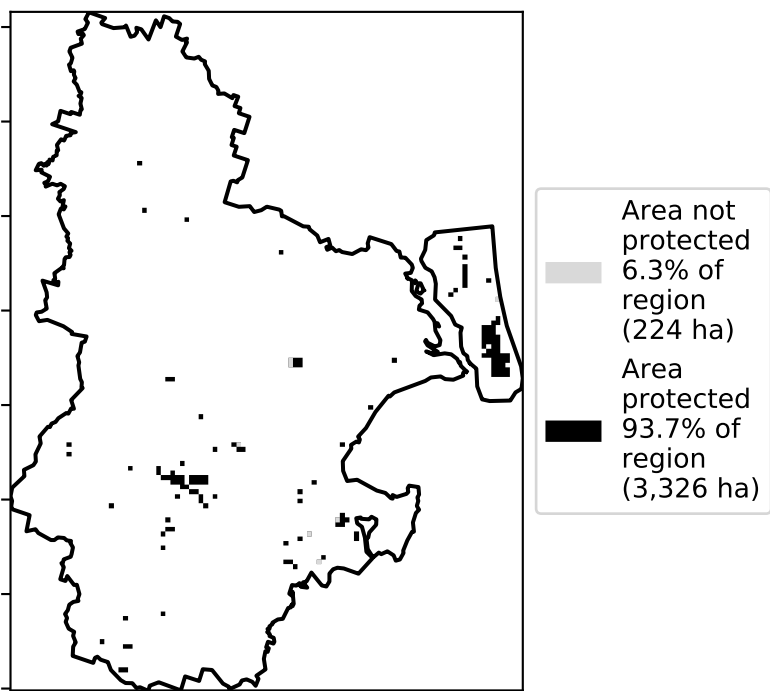 Area not
protected
6.3% of
region
(224 ha)
Area
protected
93.7% of
region
(3,326 ha)